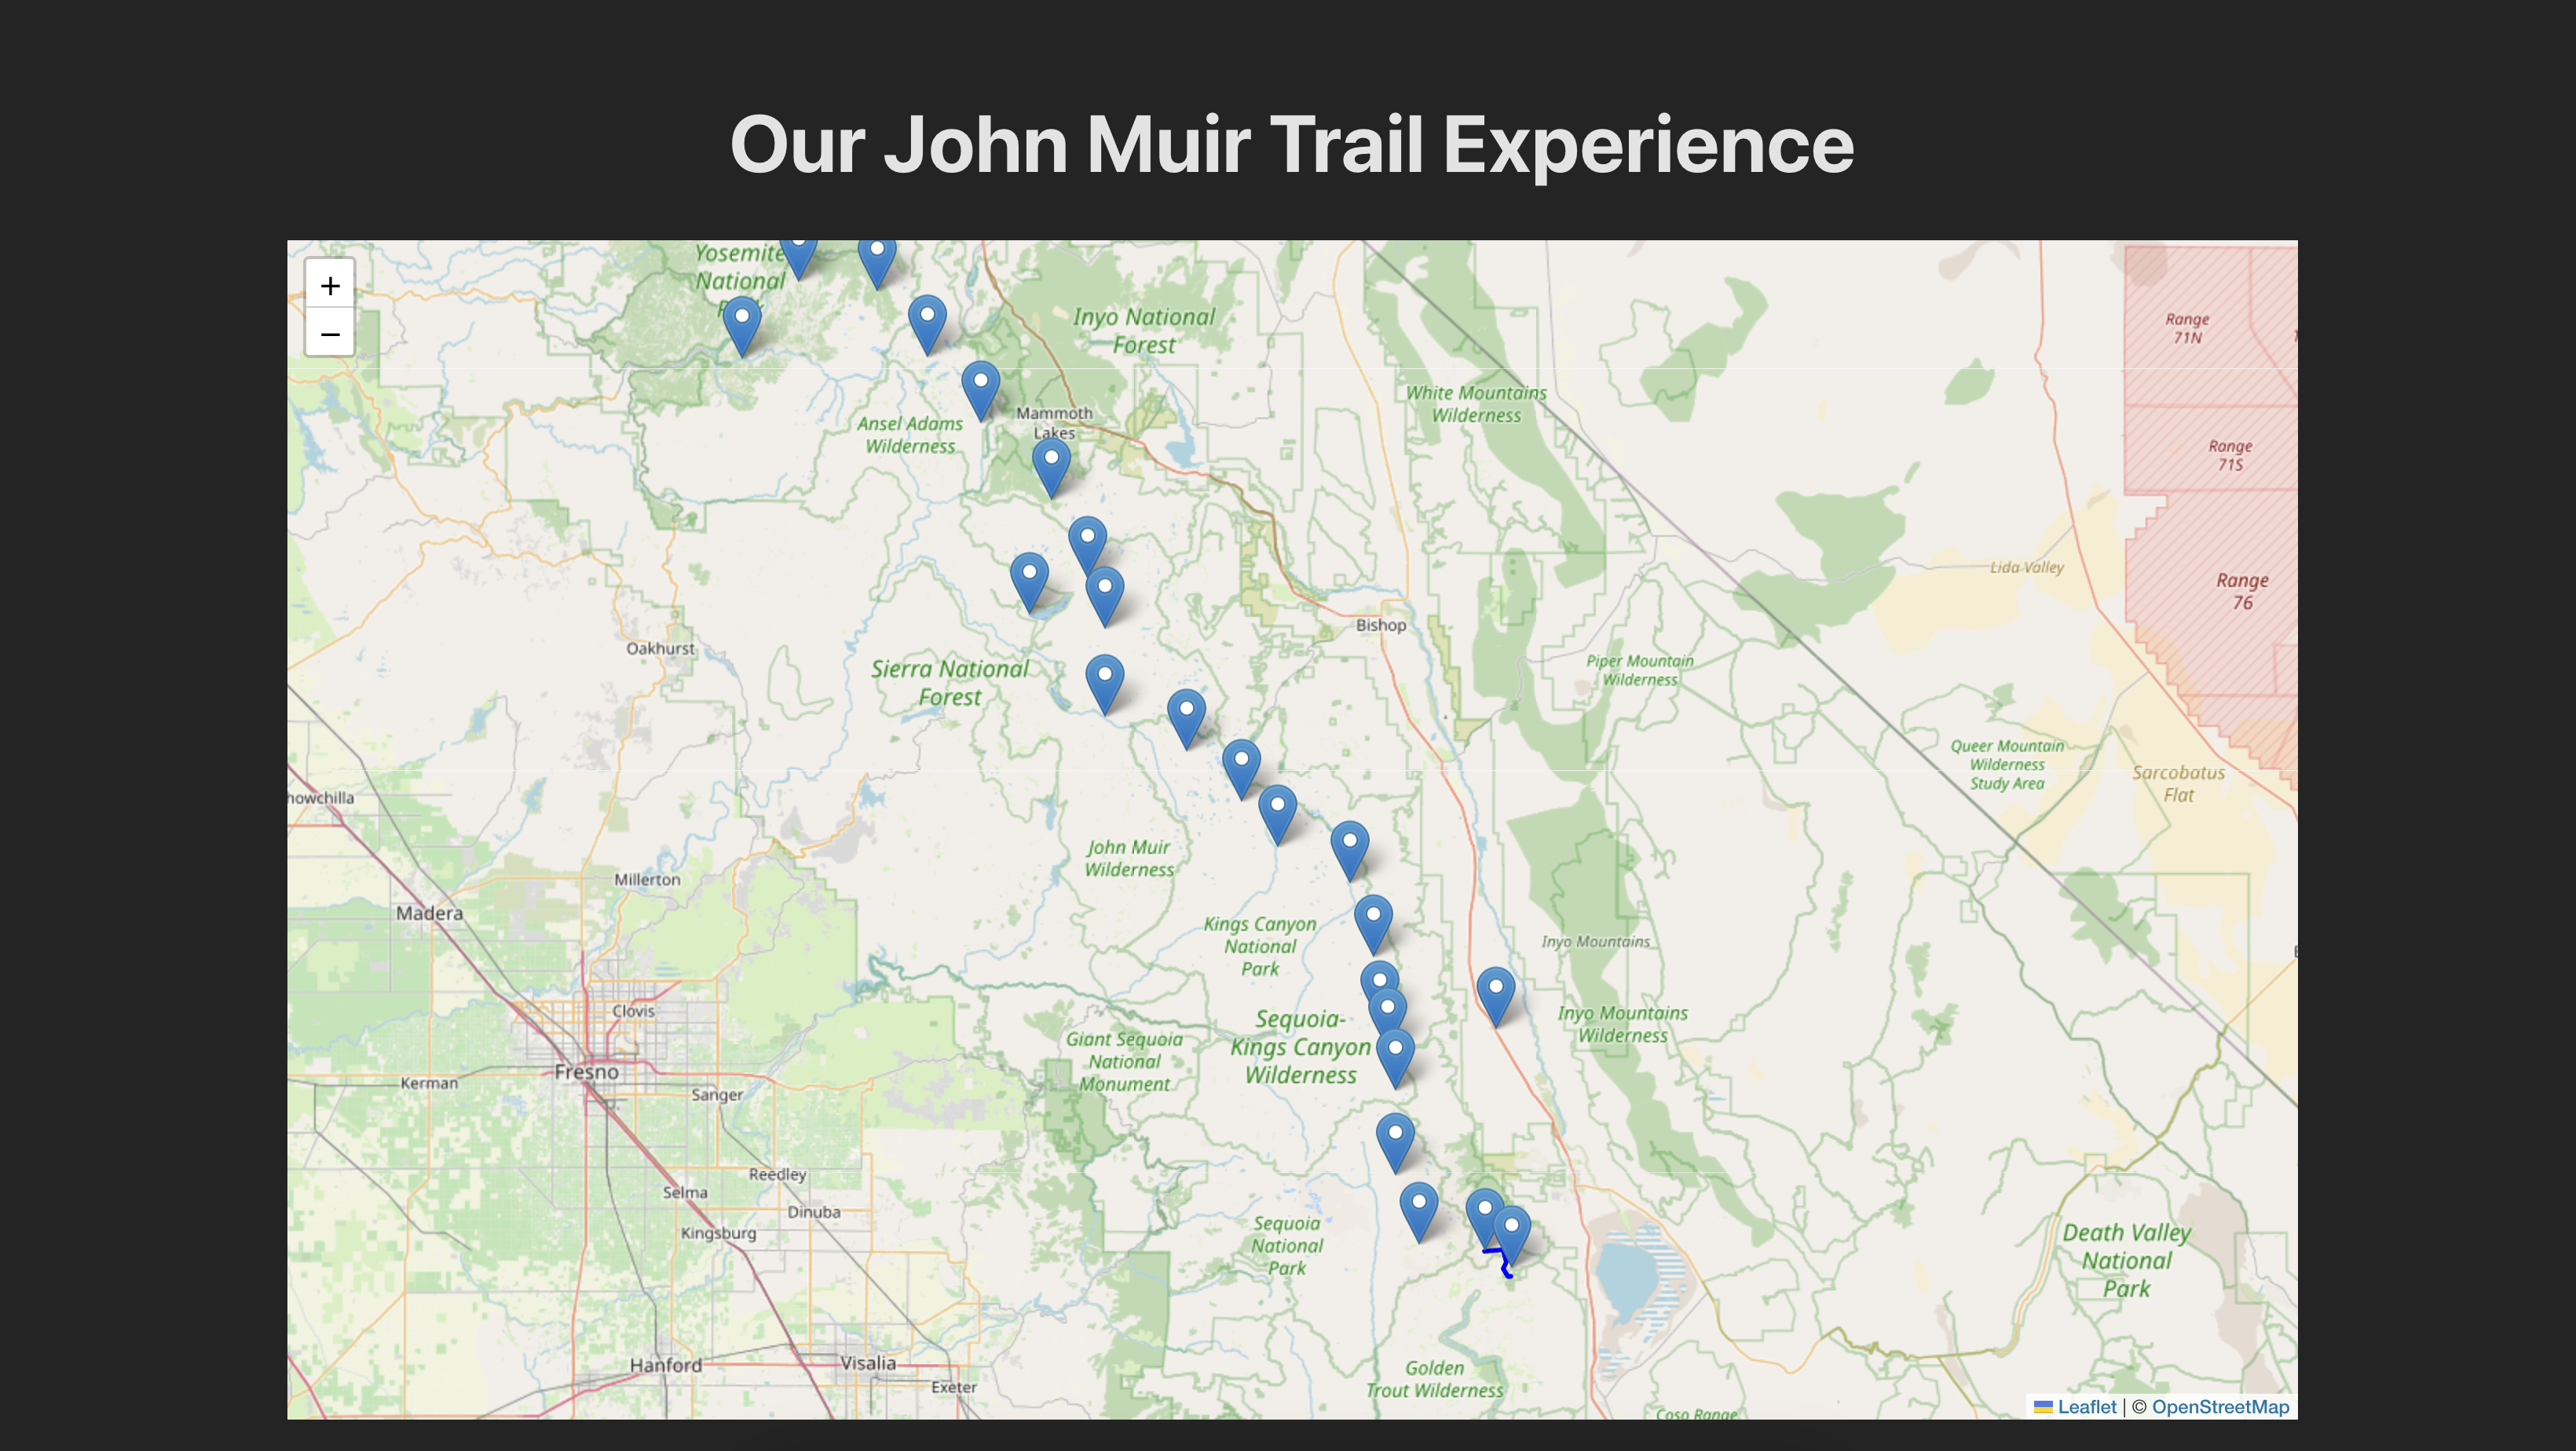 Our John Muir Trail Experience
+
−
Yosemite
National
Inyo National
Forest
Range
71N
White Mountains
Wilderness
Mammoth
Lakes
Ansel Adams
Wilderness
Range
71S
Lida Valley
Range
76
Bishop
Oakhurst
Sierra National
Forest
Piper Mountain
Wilderness
Queer Mountain
Wilderness
Study Area
Sarcobatus
Flat
howchilla
John Muir
Wilderness
Millerton
Madera
Kings Canyon
National
Park
Inyo Mountains
Clovis
Sequoia-
Kings Canyon
Wilderness
Inyo Mountains
Wilderness
Giant Sequoia
National
Monument
Fresno
Kerman
Sanger
Reedley
Selma
Dinuba
Kingsburg
Sequoia
National
Park
Death Valley
National
Park
Hanford
Visalia
Exeter
Golden
Trout Wilderness
Coso Range
Leaflet | © OpenStreetMap